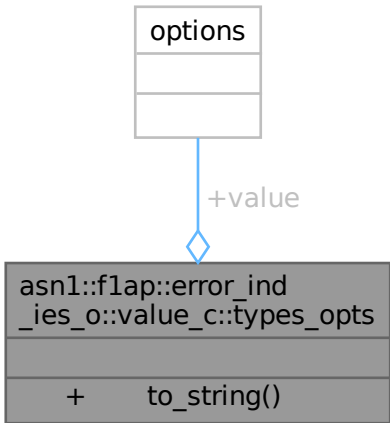 options
+value
asn1::f1ap::error_ind
_ies_o::value_c::types_opts
+ to_string()